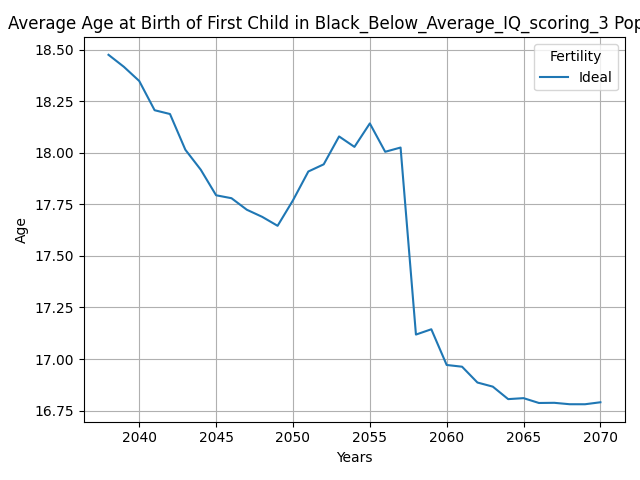 Average Age at Birth of First Child in Black_Below_Average_IQ_scoring_3 Pop
Fertility
Ideal
18.50
18.25
18.00
17.75
17.50
17.25
17.00
16.75
Age
2040 2045 2050 2055 2060 2065 2070
Years